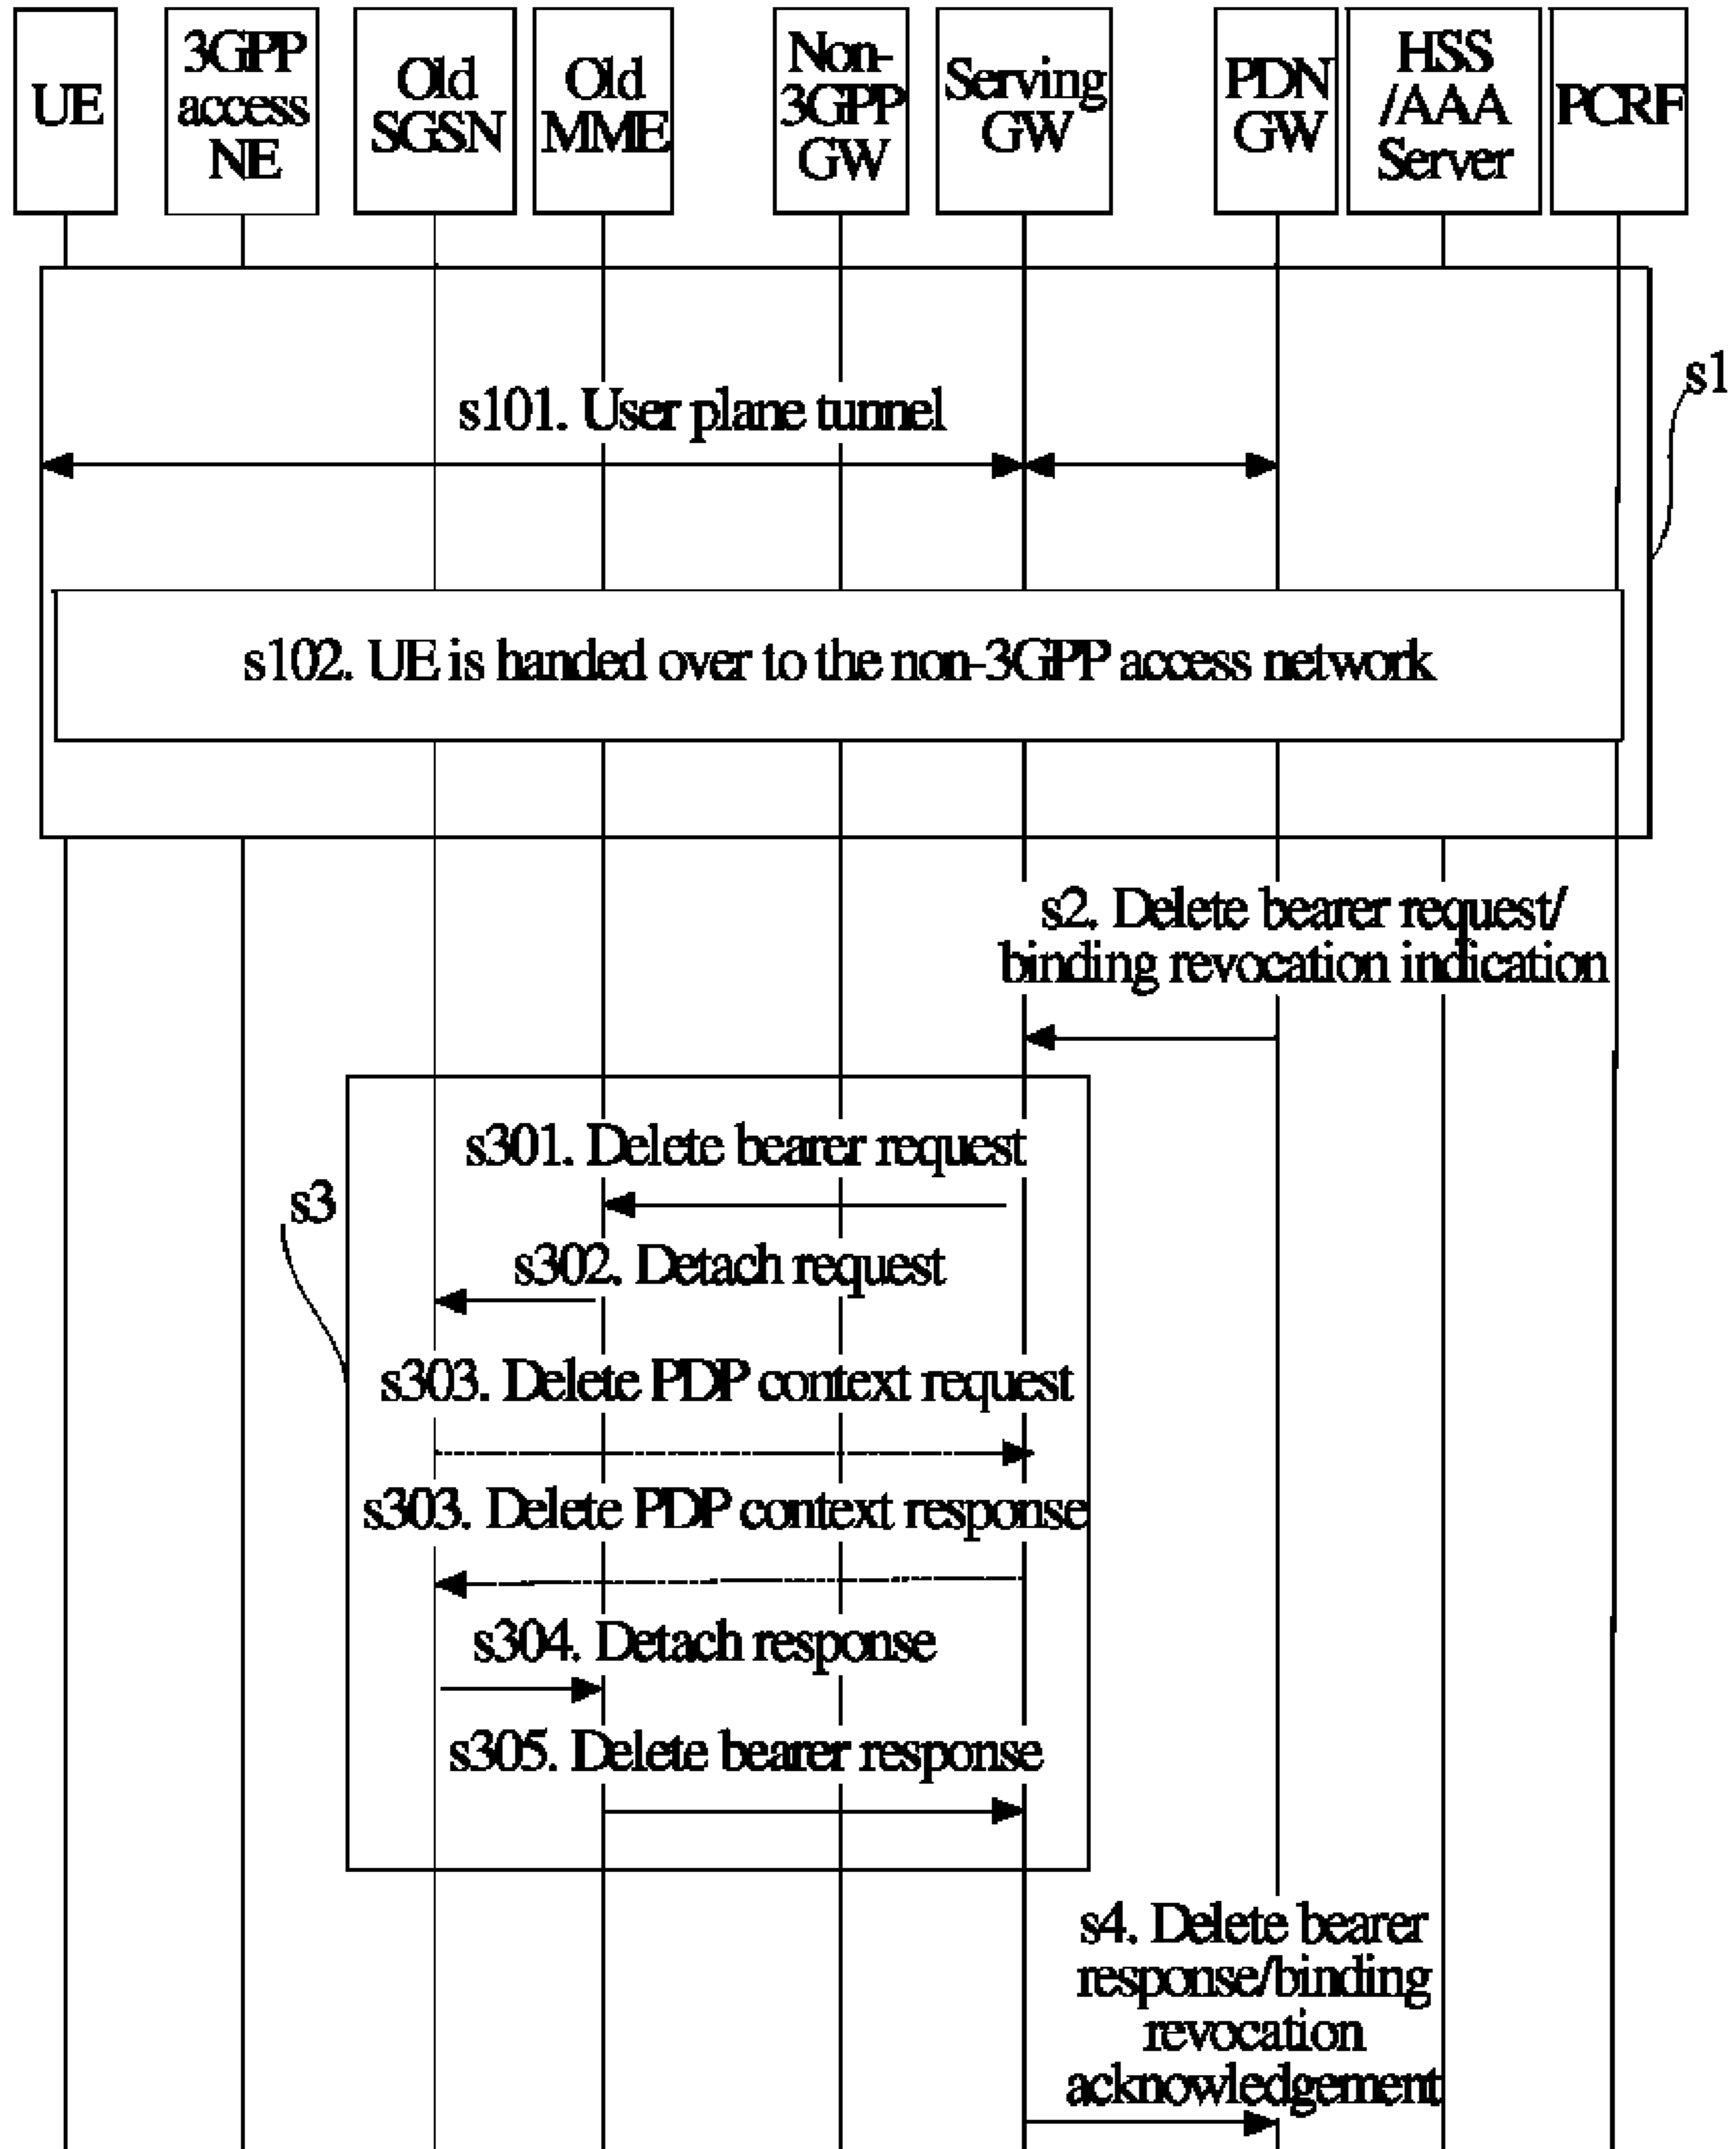 UE
3GPP
access
NE
Old
SGSN
Old
MME
Non-
3GPP
GW
Serving
GW
PDN
GW
HSS
/AAA
Server
PCRF
s1
s101. User plane tunnel
s102. UE is handed over to the non-3GPP access network
s2. Delete bearer request/
binding revocation indication
s3
s301. Delete bearer request
s302. Detach request
s303. Delete PDP context request
s303. Delete PDP context response
s304. Detach response
s305. Delete bearer response
s4. Delete bearer
response/binding
revocation
acknowledgement